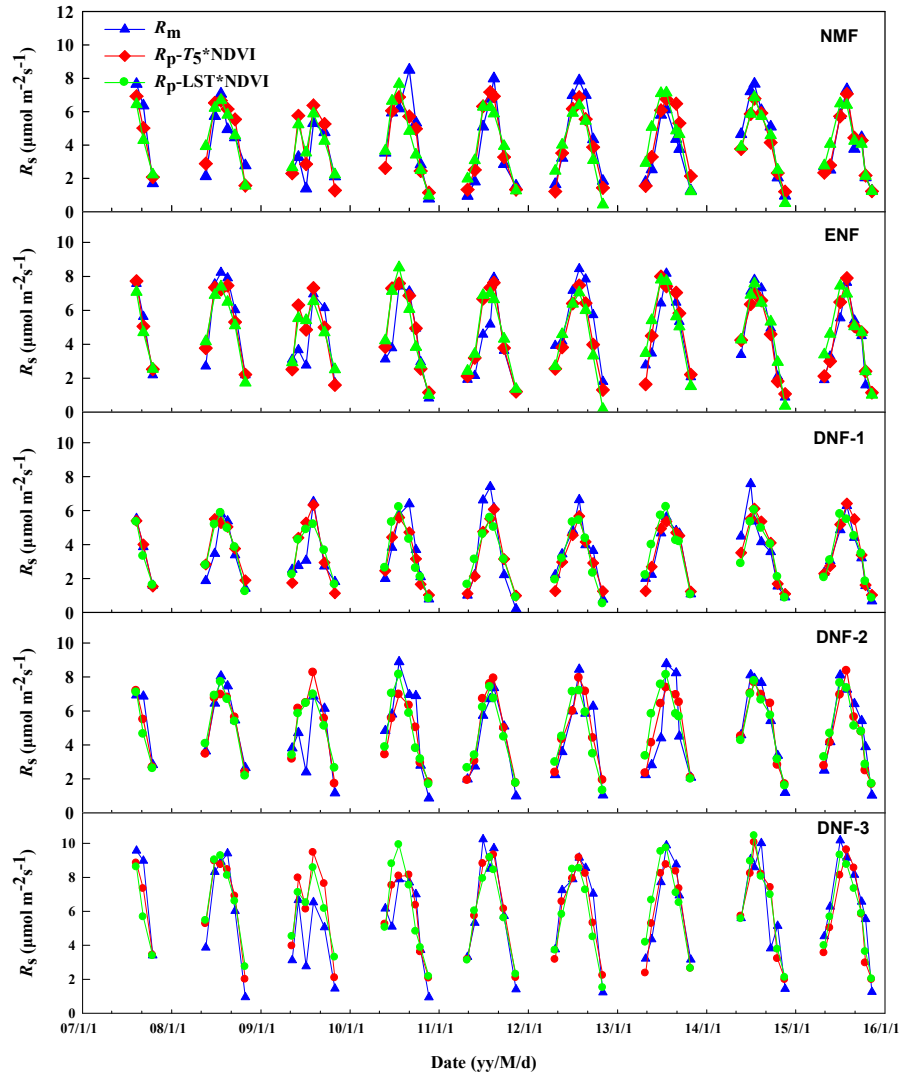 12
10
8
6
4
2
0
Rs (μmol m-2s-1)
Rm
Rp-T5*NDVI
Rp-LST*NDVI
NMF
10
8
6
4
2
0
Rs (μmol m-2s-1)
ENF
10
8
6
4
2
0
Rs (μmol m-2s-1)
DNF-1
10
8
6
4
2
0
Rs (μmol m-2s-1)
DNF-2
10
8
6
4
2
0
Rs (μmol m-2s-1)
DNF-3
07/1/1 08/1/1 09/1/1 10/1/1 11/1/1 12/1/1 13/1/1 14/1/1 15/1/1 16/1/1
Date (yy/M/d)